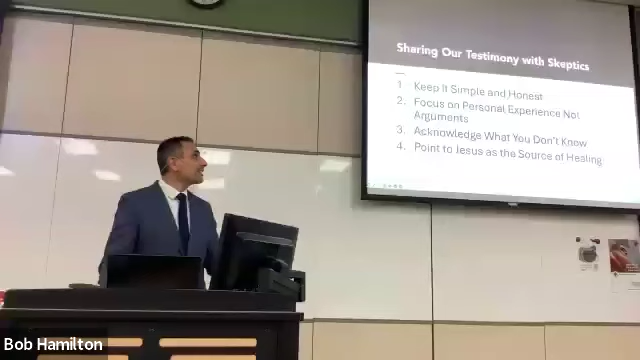 Sharing Our Testimony with Skeptics
1. Keep It Simple and Honest
2. Focus on Personal Experience Not
Arguments
3. Acknowledge What You Don't Know
4. Point to Jesus as the Source of Healing
Bob Hamilton